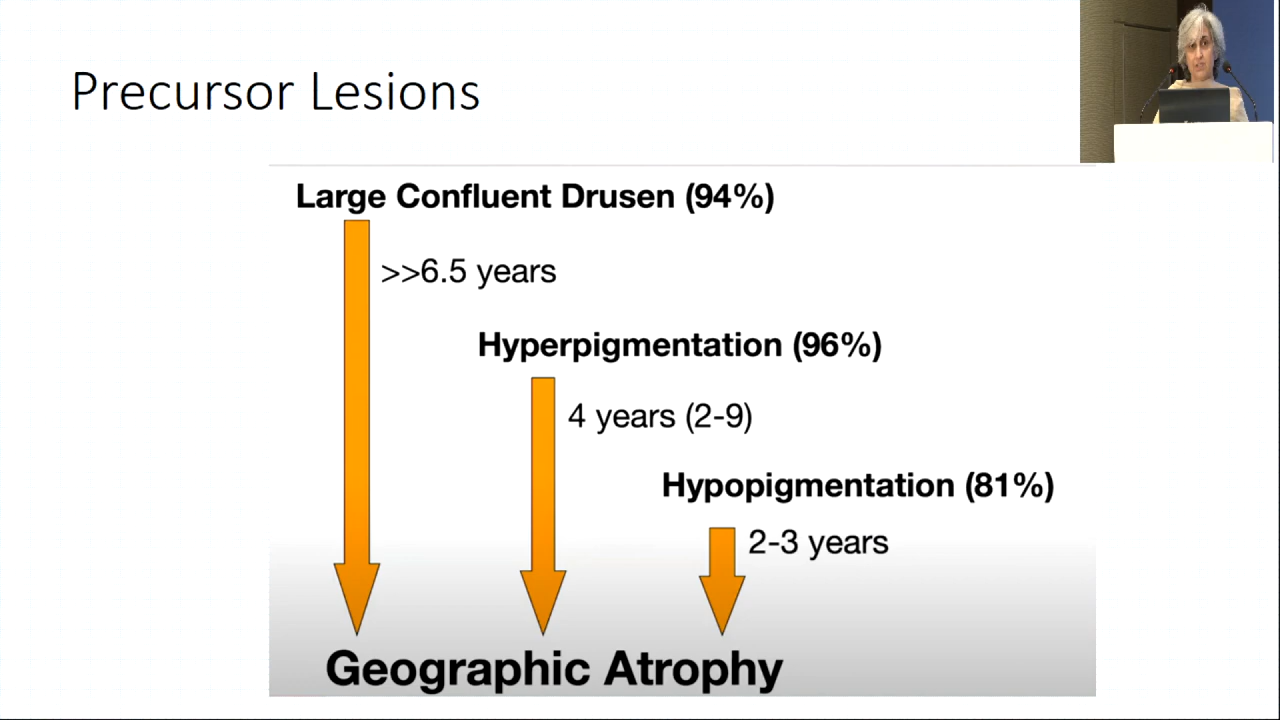 Precursor Lesions
Large Confluent Drusen (94%)
>>6.5 years
Hyperpigmentation (96%)
4 years (2-9)
Hypopigmentation (81%)
2-3 years
Geographic Atrophy